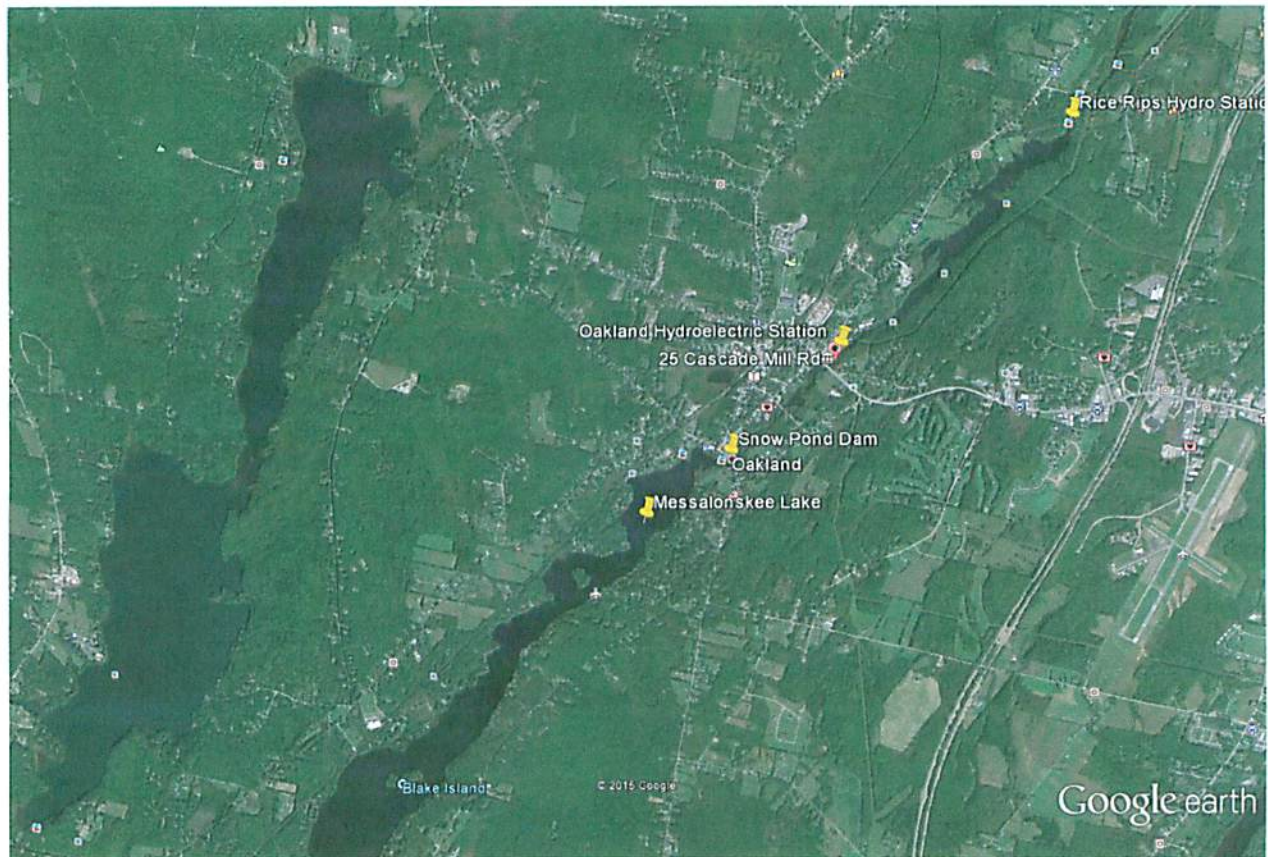 Rice Rips Hydro Static
Oakland Hydroelectric Station
25 Cascade Mill Rd
Snow Pond Dam
Oakland
Messalonskee Lake
Blake Island
© 2015 Google
Google earth